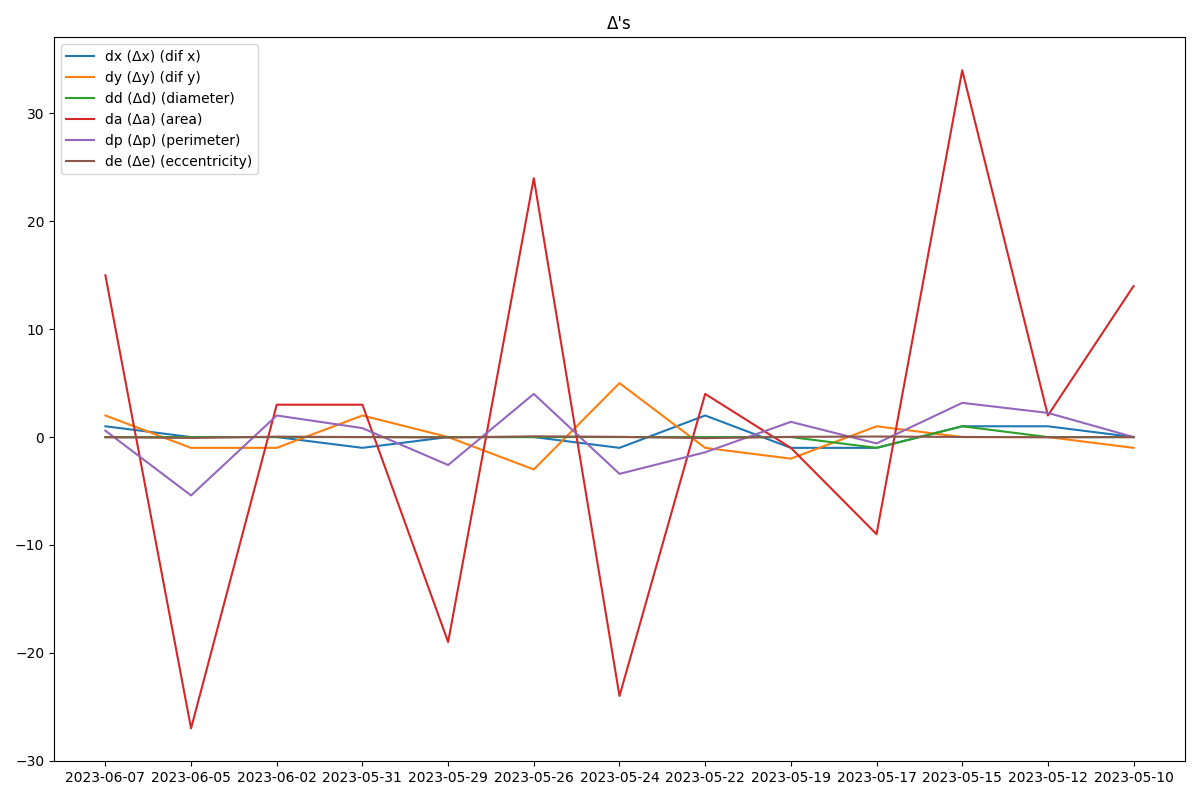 Δ's
dx (Δx) (dif x)
dy (Δy) (dif y)
dd (Δd) (diameter)
da (Δa) (area)
dp (Δp) (perimeter)
de (Δe) (eccentricity)
30
20
10
0
−10
−20
−30
2023-06-07 2023-06-05 2023-06-02 2023-05-31 2023-05-29 2023-05-26 2023-05-24 2023-05-22 2023-05-19 2023-05-17 2023-05-15 2023-05-12 2023-05-10